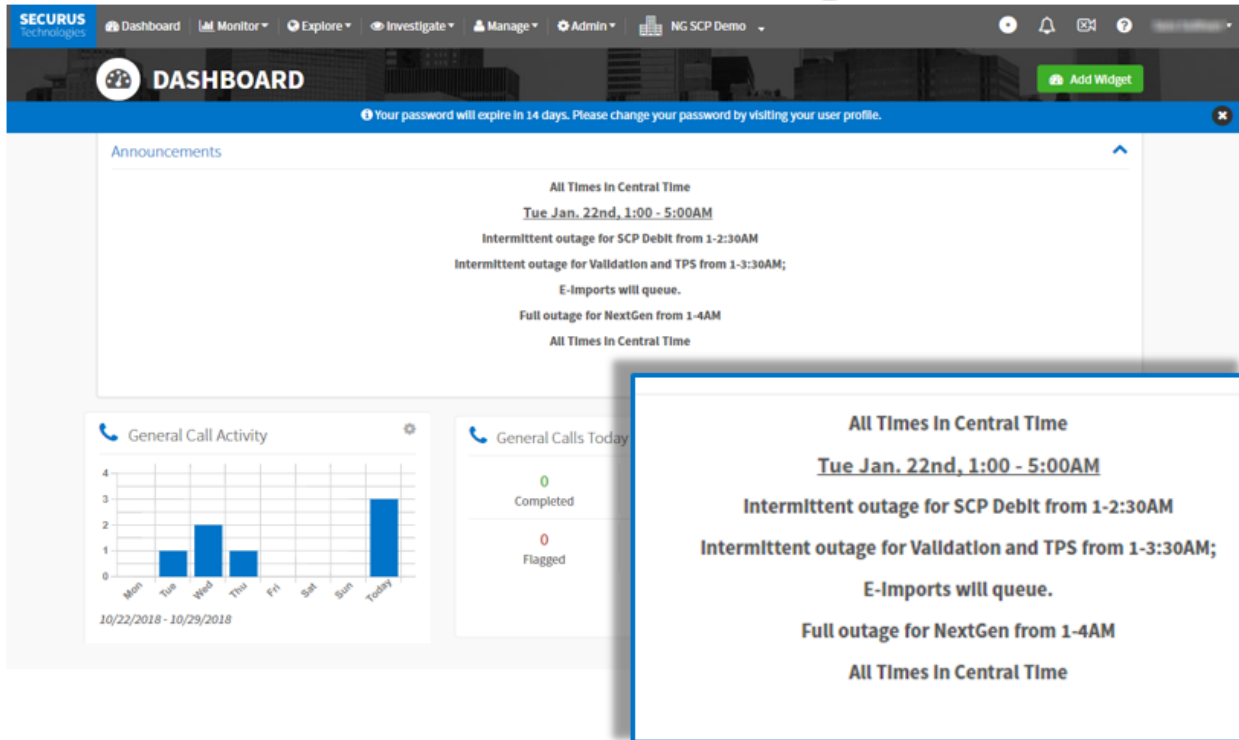 SECURUS
Technologies
Dashboard Monitor Explore Investigate Manage Admin NG SCP Demo
DASHBOARD
Add Widget
Your password will expire in 14 days. Please change your password by visiting your user profile.
Announcements
All Times in Central Time
Tue Jan. 22nd, 1:00 - 5:00AM
Intermittent outage for SCP Debit from 1-2:30AM
Intermittent outage for Validation and TPS from 1-3:30AM;
E-Imports will queue.
Full outage for NextGen from 1-4AM
All Times in Central Time
General Call Activity
4
3
2
1
0
Mon Tue Wed Thu Fri Sat Sun Today
10/22/2018 - 10/29/2018
General Calls Today
0
Completed
0
Flagged
All Times in Central Time
Tue Jan. 22nd, 1:00 - 5:00AM
Intermittent outage for SCP Debit from 1-2:30AM
Intermittent outage for Validation and TPS from 1-3:30AM;
E-Imports will queue.
Full outage for NextGen from 1-4AM
All Times in Central Time